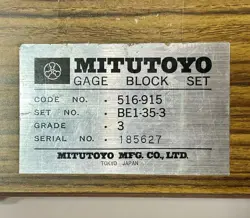 MITUTOYO
GAGE BLOCK SET
CODE NO. · 516-915
SET NO. · BE1-35-3
GRADE · 3
SERIAL · 185627
MITUTOYO MFG. CO., LTD.
TOKYO JAPAN